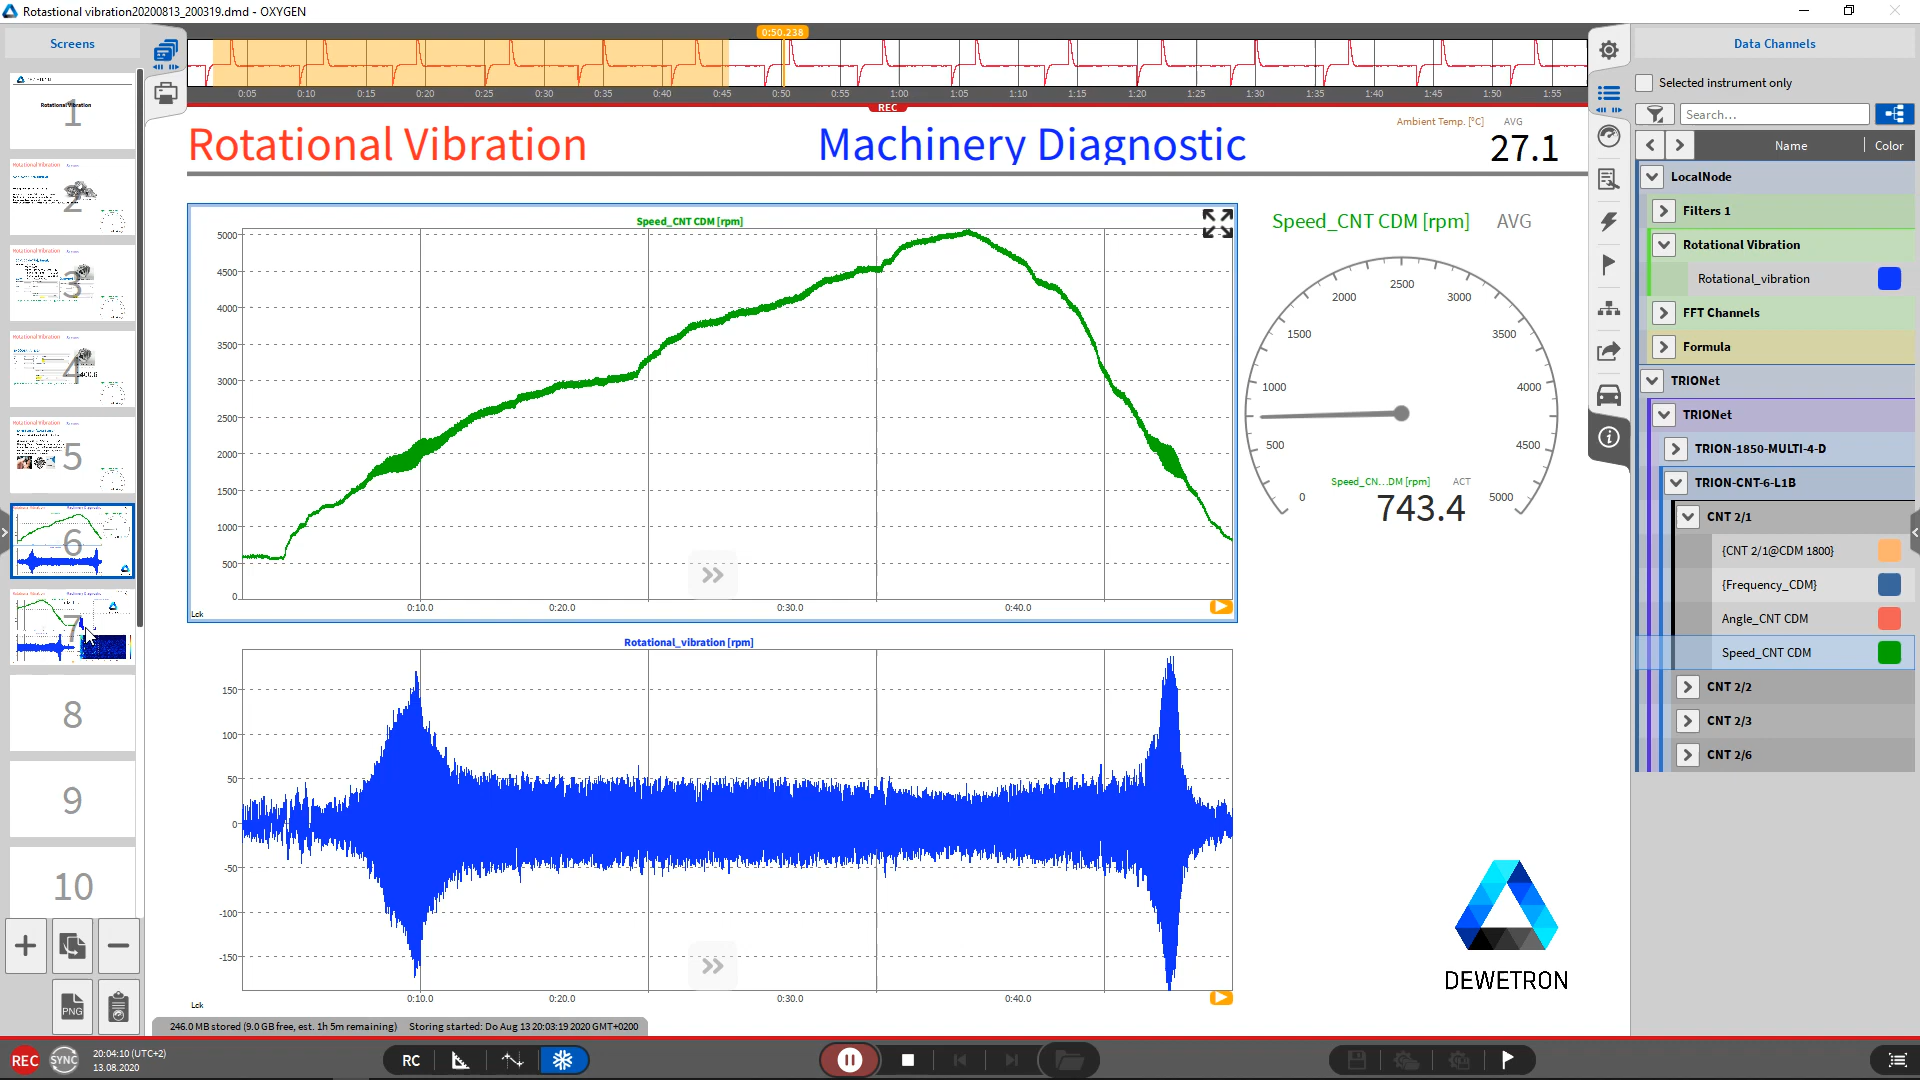 Rotastional vibration20200813_200319.dmd - OXYGEN
Screens
Data Channels
0:50.238
0:05 0:10 0:15 0:20 0:25 0:30 0:35 0:40 0:45 0:50 0:55 1:00 1:05 1:10 1:15 1:20 1:25 1:30 1:35 1:40 1:45 1:50 1:55
REC
Selected instrument only
Search...
Name Color
Rotational Vibration
Machinery Diagnostic
Ambient Temp. [°C] AVG
27.1
Speed_CNT CDM [rpm]
5000
4500
4000
3500
3000
2500
2000
1500
1000
500
0
0:10.0 0:20.0 0:30.0 0:40.0
Lck
Speed_CNT CDM [rpm] AVG
0
500
1000
1500
2000
2500
3000
3500
4000
4500
5000
Speed_CN...DM [rpm] ACT
743.4
Rotational_vibration [rpm]
150
100
50
0
-50
-100
-150
0:10.0 0:20.0 0:30.0 0:40.0
Lck
DEWETRON
LocalNode
Filters 1
Rotational Vibration
Rotational_vibration
FFT Channels
Formula
TRIONet
TRIONet
TRION-1850-MULTI-4-D
TRION-CNT-6-L1B
CNT 2/1
{CNT 2/1@CDM 1800}
{Frequency_CDM}
Angle_CNT CDM
Speed_CNT CDM
CNT 2/2
CNT 2/3
CNT 2/6
Rotational Vibration
1
2
3
4
5
6
7
8
9
10
PNG
246.0 MB stored (9.0 GB free, est. 1h 5m remaining) Storing started: Do Aug 13 20:03:19 2020 GMT+0200
REC
SYNC
20:04:10 (UTC+2)
13.08.2020
RC